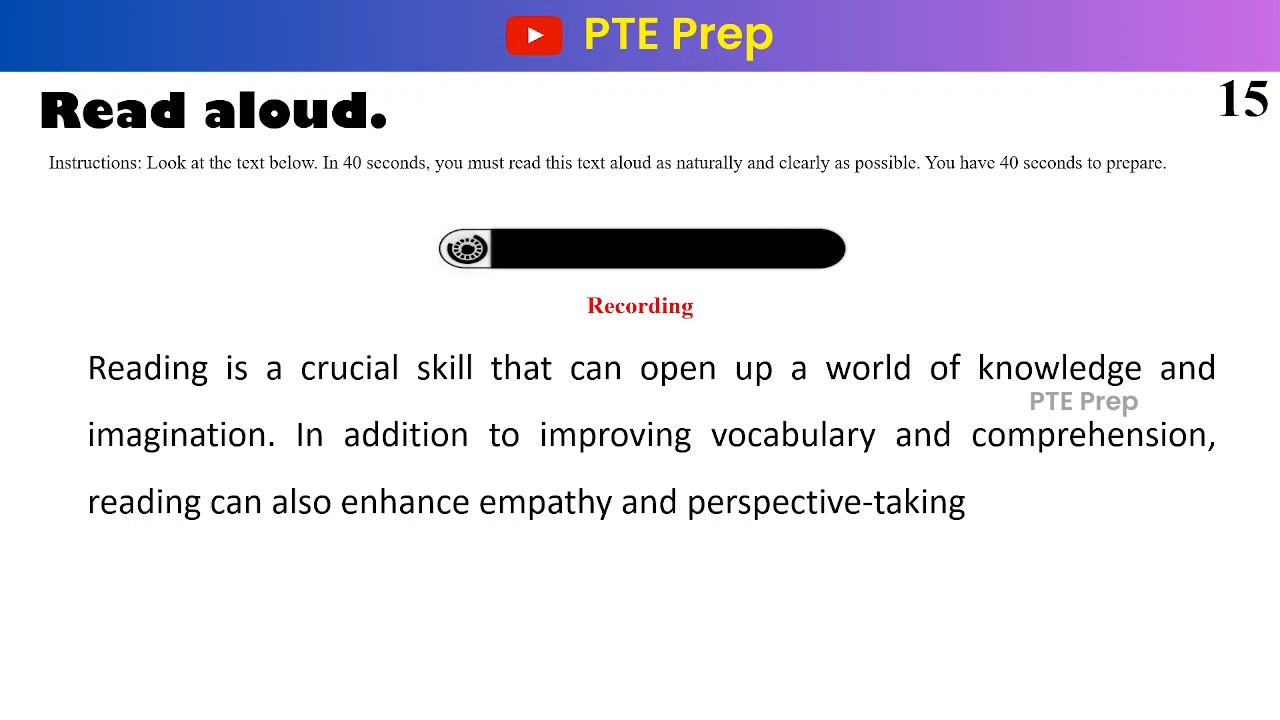 PTE Prep
Read aloud.
15
Instructions: Look at the text below. In 40 seconds, you must read this text aloud as naturally and clearly as possible. You have 40 seconds to prepare.
Recording
Reading is a crucial skill that can open up a world of knowledge and
PTE Prep
imagination. In addition to improving vocabulary and comprehension,
reading can also enhance empathy and perspective-taking